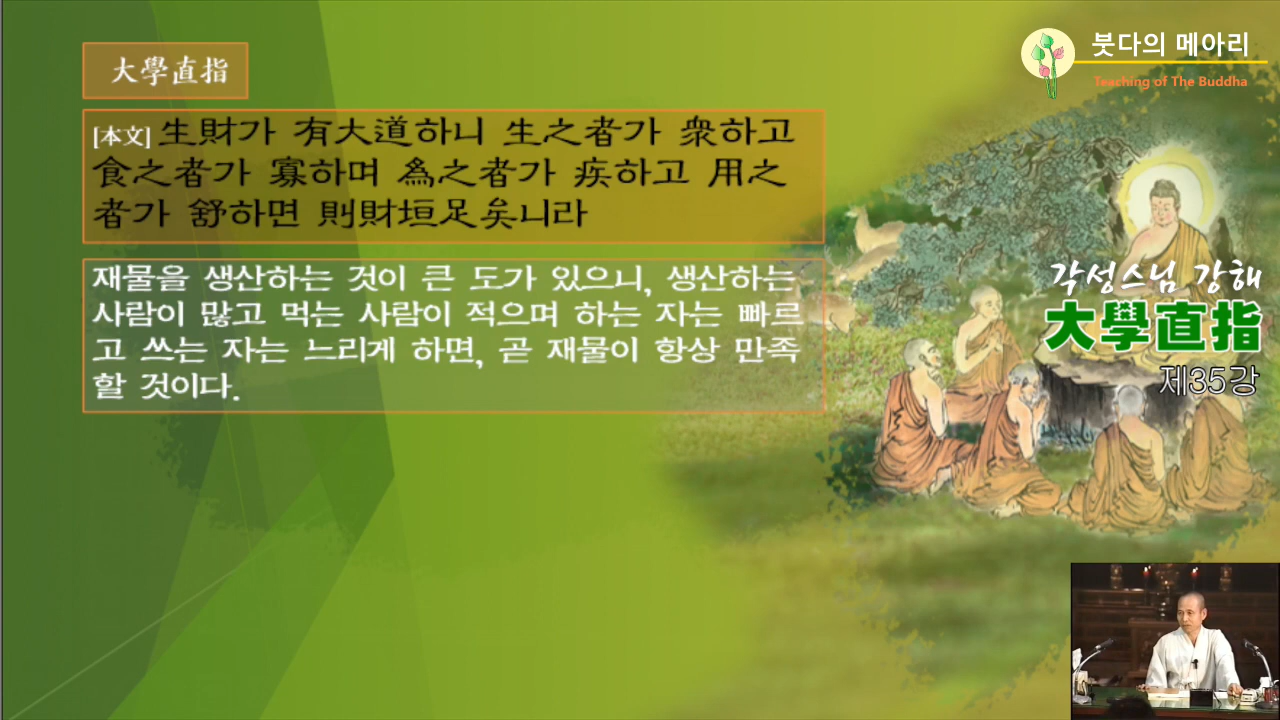 大學直指
[本文] 生財가 有大道하니 生之者가 衆하고
食之者가 寡하며 為之者가 疾하고 用之
者가 舒하면 則財垣足矣니라
재물을 생산하는 것이 큰 도가 있으니, 생산하는
사람이 많고 먹는 사람이 적으며 하는 자는 빠르
고 쓰는 자는 느리게 하면, 곧 재물이 항상 만족
할 것이다.
붓다의 메아리
Teaching of The Buddha
각성스님 강해
大學直指
제35강